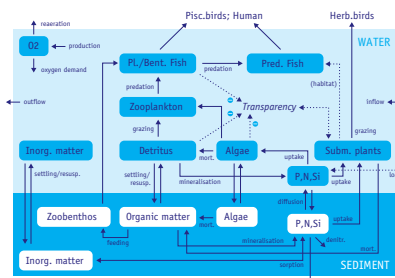 Pisc.birds; Human
Herb.birds
reaeration
WATER
O2
production
oxygen demand
Pl./Bent. Fish
predation
Pred. Fish
predation
(habitat)
outflow
Zooplankton
Transparency
inflow
grazing
grazing
Inorg. matter
Detritus
mort.
Algae
uptake
Subm. plants
settling/resusp.
settling/
resusp.
mineralisation
P,N,Si
uptake
diffusion
Zoobenthos
Organic matter
mort.
Algae
P,N,Si
uptake
feeding
mineralisation
denitr.
mort.
Inorg. matter
sorption
SEDIMENT